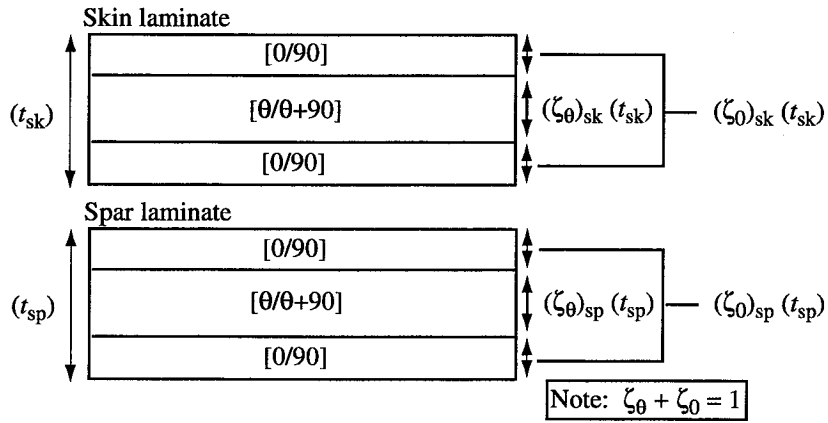 Skin laminate
[0/90]
(t_sk)
[θ/θ+90]
(ζ_θ)_sk (t_sk)
(ζ_0)_sk (t_sk)
[0/90]
Spar laminate
[0/90]
(t_sp)
[θ/θ+90]
(ζ_θ)_sp (t_sp)
(ζ_0)_sp (t_sp)
[0/90]
Note: ζ_θ + ζ_0 = 1